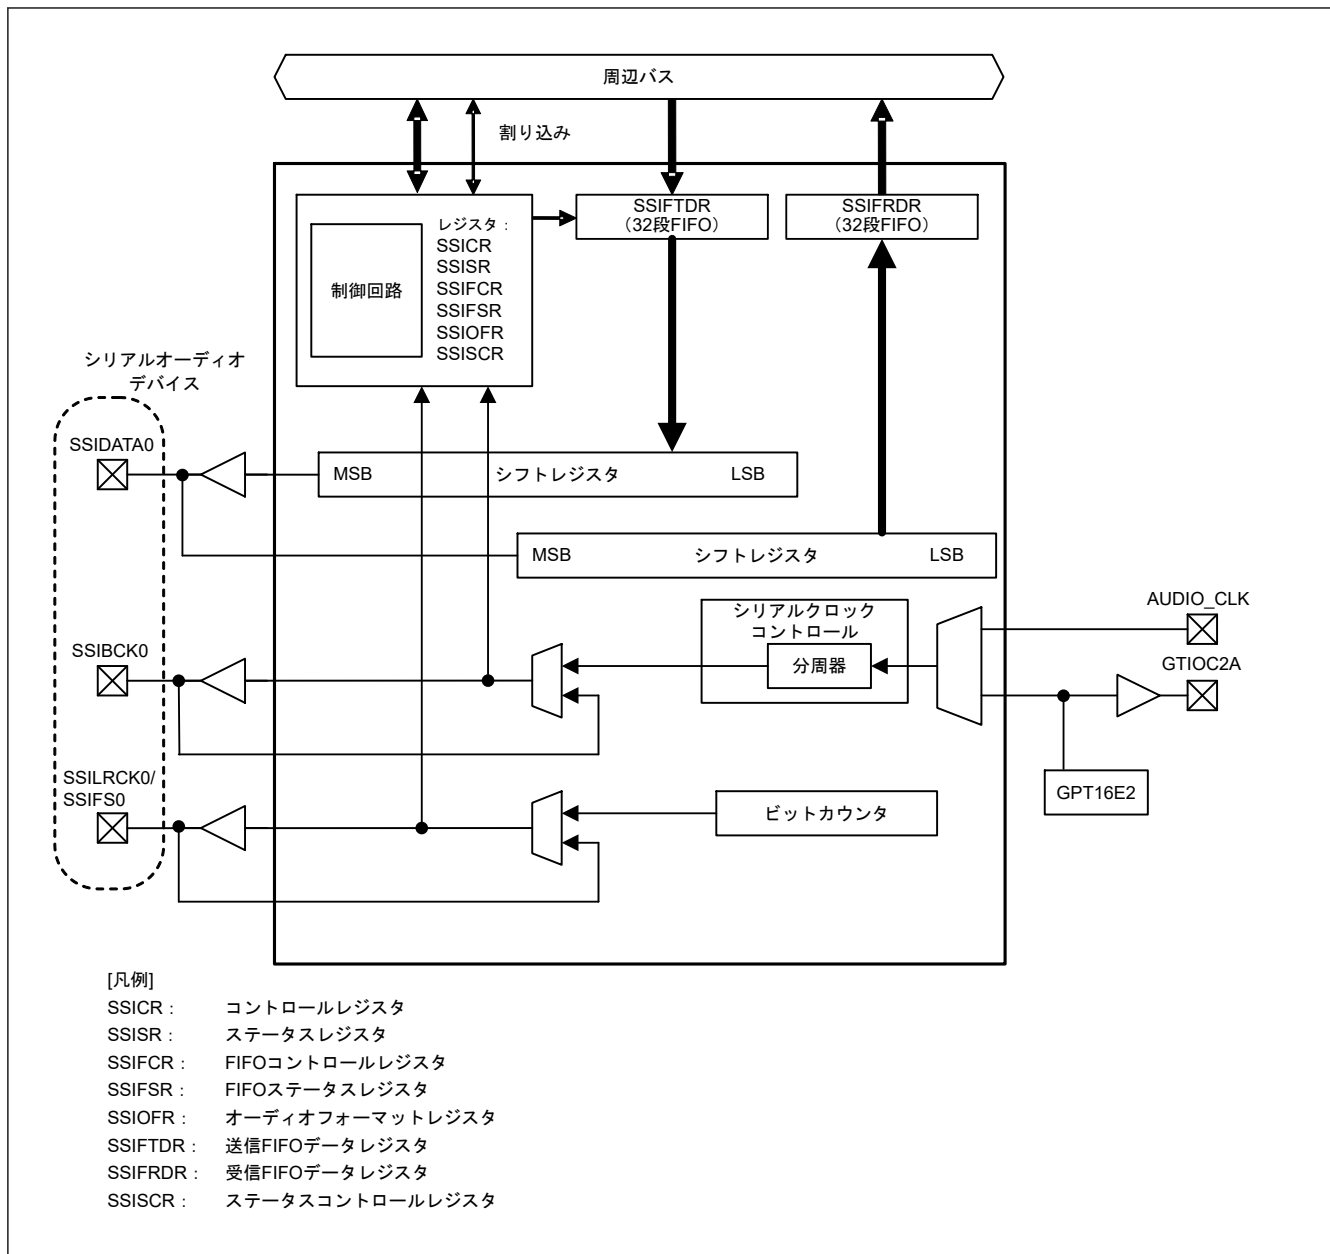 周辺バス
割り込み
SSIFTDR
（32段FIFO）
SSIFRDR
（32段FIFO）
制御回路
レジスタ：
SSICR
SSISR
SSIFCR
SSIFSR
SSIOFR
SSISCR
シリアルオーディオ
デバイス
SSIDATA0
MSB シフトレジスタ LSB
MSB シフトレジスタ LSB
シリアルクロック
コントロール
分周器
AUDIO_CLK
GTIOC2A
SSIBCK0
GPT16E2
SSILRCK0/
SSIFS0
ビットカウンタ
[凡例]
SSICR： コントロールレジスタ
SSISR： ステータスレジスタ
SSIFCR： FIFOコントロールレジスタ
SSIFSR： FIFOステータスレジスタ
SSIOFR： オーディオフォーマットレジスタ
SSIFTDR： 送信FIFOデータレジスタ
SSIFRDR： 受信FIFOデータレジスタ
SSISCR： ステータスコントロールレジスタ